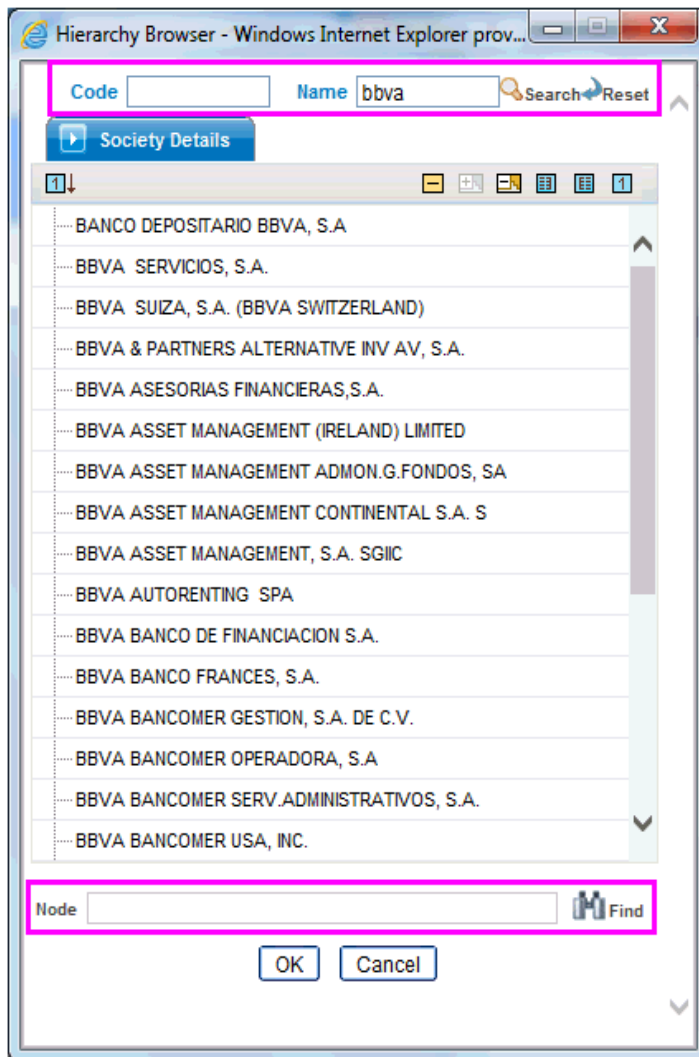 Hierarchy Browser - Windows Internet Explorer prov...
Code Name bbva Search Reset
Society Details
1
1
BANCO DEPOSITARIO BBVA, S.A
BBVA SERVICIOS, S.A.
BBVA SUIZA, S.A. (BBVA SWITZERLAND)
BBVA & PARTNERS ALTERNATIVE INV AV, S.A.
BBVA ASESORIAS FINANCIERAS,S.A.
BBVA ASSET MANAGEMENT (IRELAND) LIMITED
BBVA ASSET MANAGEMENT ADMON.G.FONDOS, SA
BBVA ASSET MANAGEMENT CONTINENTAL S.A. S
BBVA ASSET MANAGEMENT, S.A. SGIIC
BBVA AUTORENTING SPA
BBVA BANCO DE FINANCIACION S.A.
BBVA BANCO FRANCES, S.A.
BBVA BANCOMER GESTION, S.A. DE C.V.
BBVA BANCOMER OPERADORA, S.A
BBVA BANCOMER SERV.ADMINISTRATIVOS, S.A.
BBVA BANCOMER USA, INC.
Node Find
OK Cancel